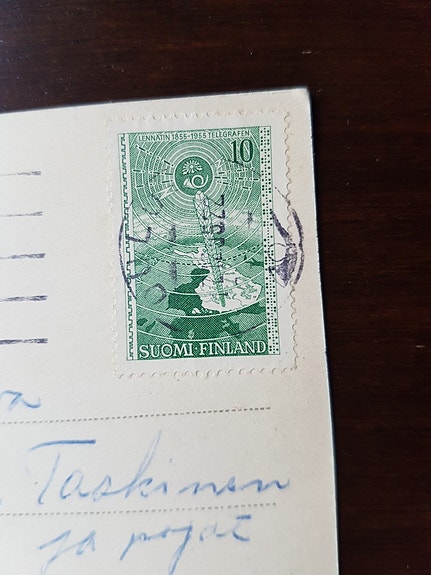 LENNÄTIN 1855-1955 TELEGRAFEN
10
SUOMI·FINLAND
Taskinen
ja pojat